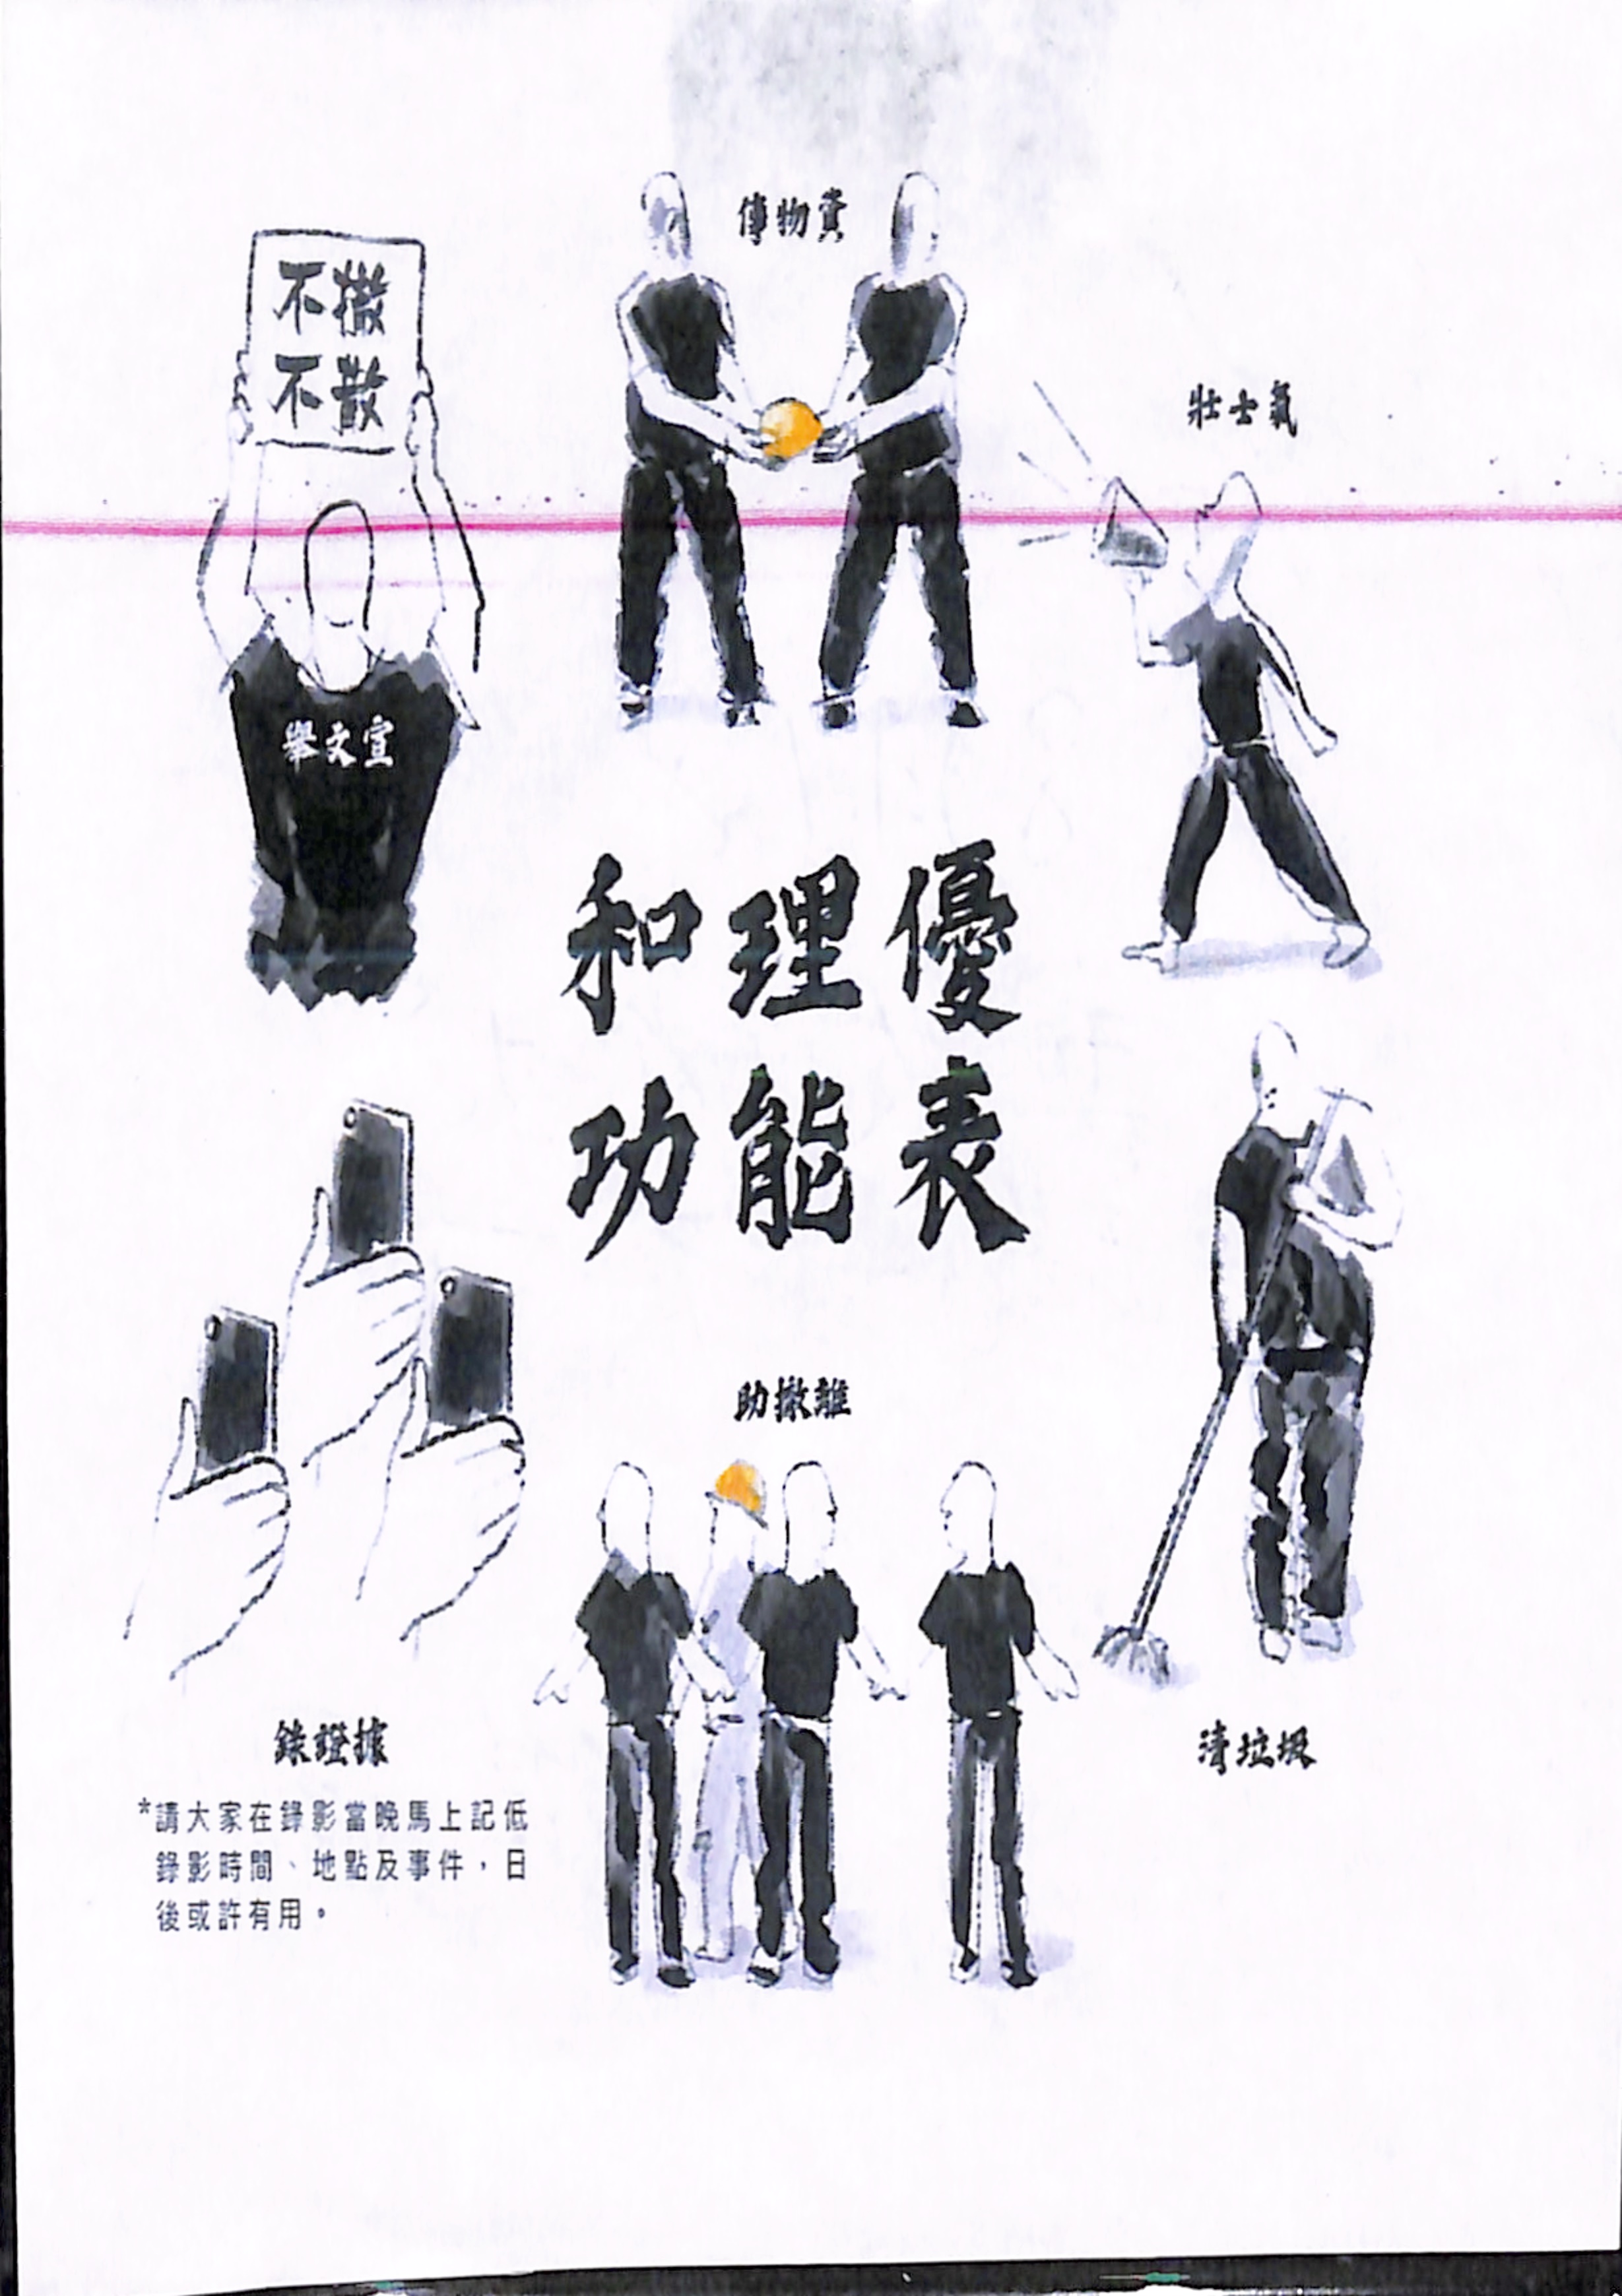 傳物資
不撤
不散
壯士氣
舉文宣
和理優
功能表
助撤離
錄證據
清垃圾
*請大家在錄影當晚馬上記低
錄影時間、地點及事件，日
後或許有用。